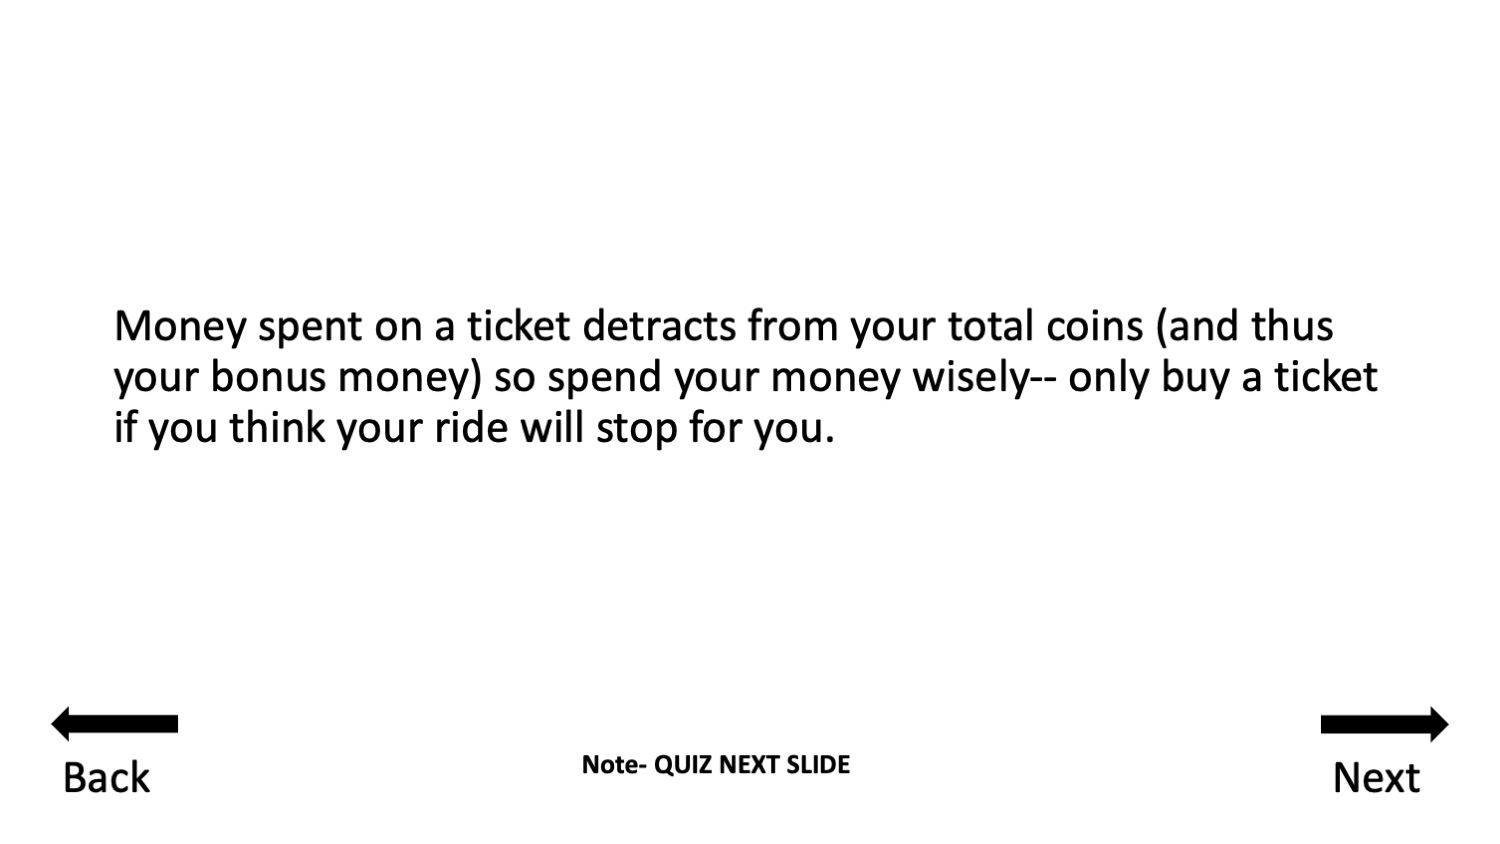 Money spent on a ticket detracts from your total coins (and thus
your bonus money) so spend your money wisely-- only buy a ticket
if you think your ride will stop for you.
Back
Note- QUIZ NEXT SLIDE
Next